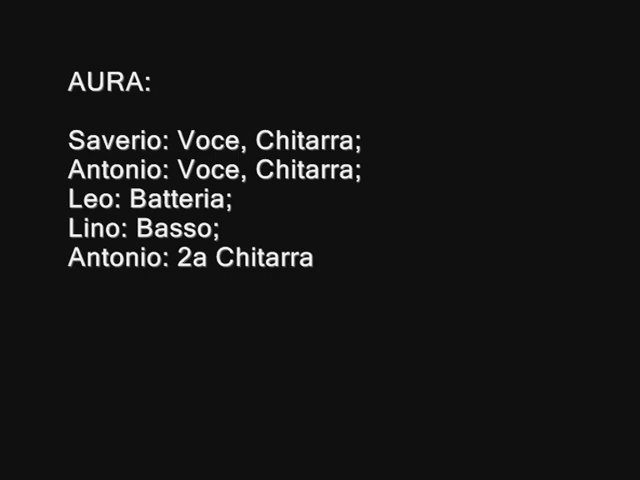 AURA:
Saverio: Voce, Chitarra;
Antonio: Voce, Chitarra;
Leo: Batteria;
Lino: Basso;
Antonio: 2a Chitarra